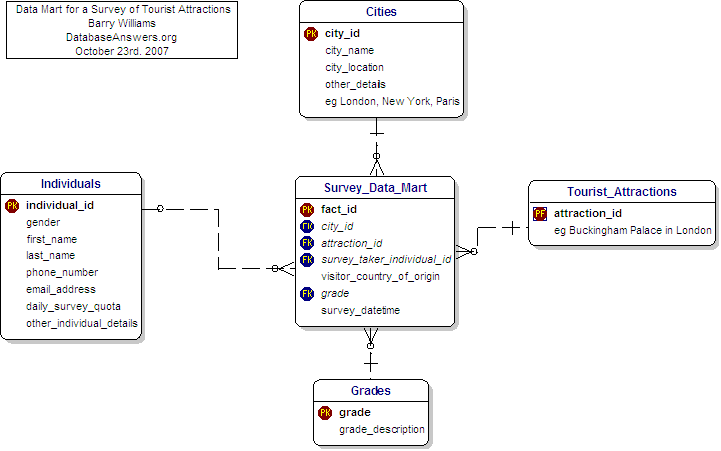 Data Mart for a Survey of Tourist Attractions
Barry Williams
DatabaseAnswers.org
October 23rd. 2007
Cities
PK city_id
city_name
city_location
other_details
eg London, New York, Paris
Individuals
PK individual_id
gender
first_name
last_name
phone_number
email_address
daily_survey_quota
other_individual_details
Survey_Data_Mart
PK fact_id
FK city_id
FK attraction_id
FK survey_taker_individual_id
visitor_country_of_origin
FK grade
survey_datetime
Tourist_Attractions
PF attraction_id
eg Buckingham Palace in London
Grades
PK grade
grade_description